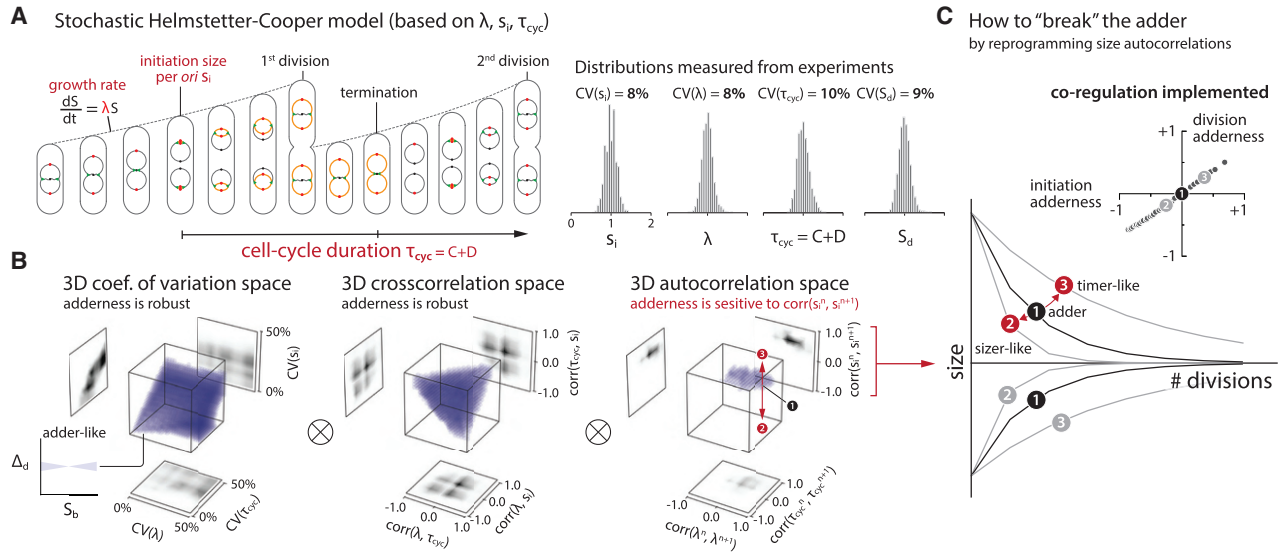 A
Stochastic Helmstetter-Cooper model (based on λ, sᵢ, τcyc)
growth rate
dS/dt = λS
initiation size
per ori sᵢ
1st division
termination
2nd division
cell-cycle duration τcyc = C+D
Distributions measured from experiments
CV(sᵢ) = 8%
CV(λ) = 8%
CV(τcyc) = 10%
CV(Sd) = 9%
0 1 2
sᵢ
λ
τcyc = C+D
Sd
B
3D coef. of variation space
adderness is robust
50%
0%
CV(sᵢ)
adder-like
Δd
Sb
0%
50%
CV(λ)
0%
50%
CV(τcyc)
3D crosscorrelation space
adderness is robust
1.0
0.0
-1.0
corr(τcyc, sᵢ)
-1.0
0.0
1.0
corr(λ, τcyc)
-1.0
0.0
1.0
corr(λ, sᵢ)
3D autocorrelation space
adderness is sesitive to corr(sᵢⁿ, sᵢⁿ⁺¹)
3
1
2
1.0
0.0
-1.0
corr(sᵢⁿ, sᵢⁿ⁺¹)
-1.0
0.0
1.0
corr(λⁿ, λⁿ⁺¹)
-1.0
0.0
1.0
corr(τcycⁿ, τcycⁿ⁺¹)
C
How to “break” the adder
by reprogramming size autocorrelations
co-regulation implemented
+1
division
adderness
initiation
adderness
-1
+1
-1
1
2
3
3
timer-like
1
adder
2
sizer-like
size
# divisions
2
1
3